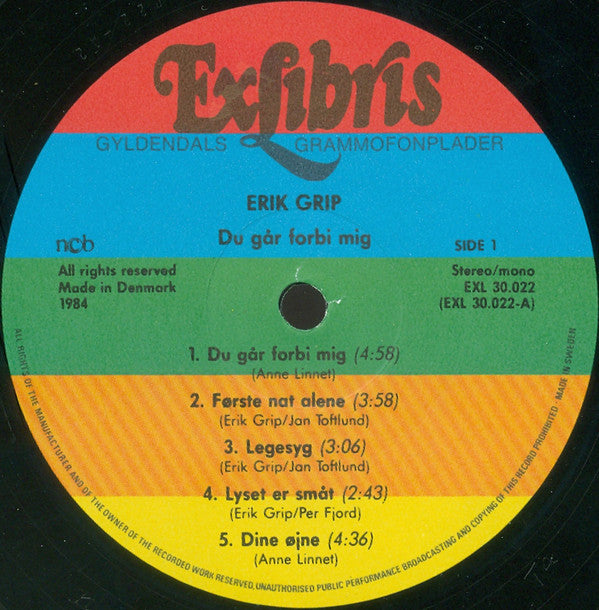 Exlibris
GYLDENDALS GRAMMOFONPLADER
ERIK GRIP
Du går forbi mig
ncb
SIDE 1
All rights reserved
Made in Denmark
1984
Stereo/mono
EXL 30.022
(EXL 30.022-A)
1. Du går forbi mig (4:58)
(Anne Linnet)
2. Første nat alene (3:58)
(Erik Grip/Jan Toftlund)
3. Legesyg (3:06)
(Erik Grip/Jan Toftlund)
4. Lyset er småt (2:43)
(Erik Grip/Per Fjord)
5. Dine øjne (4:36)
(Anne Linnet)
ALL RIGHTS OF THE MANUFACTURER AND OF THE OWNER OF THE RECORDED WORK RESERVED, UNAUTHORISED PUBLIC PERFORMANCE BROADCASTING AND COPYING OF THIS RECORD PROHIBITED - MADE IN SWEDEN